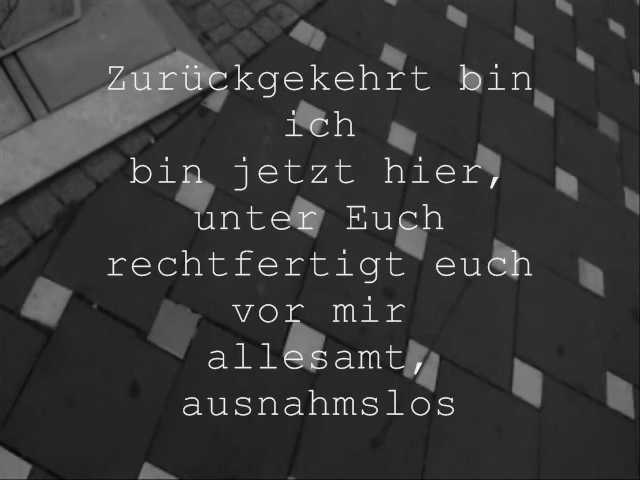 Zurückgekehrt bin
ich
bin jetzt hier,
unter Euch
rechtfertigt euch
vor mir
allesamt,
ausnahmslos